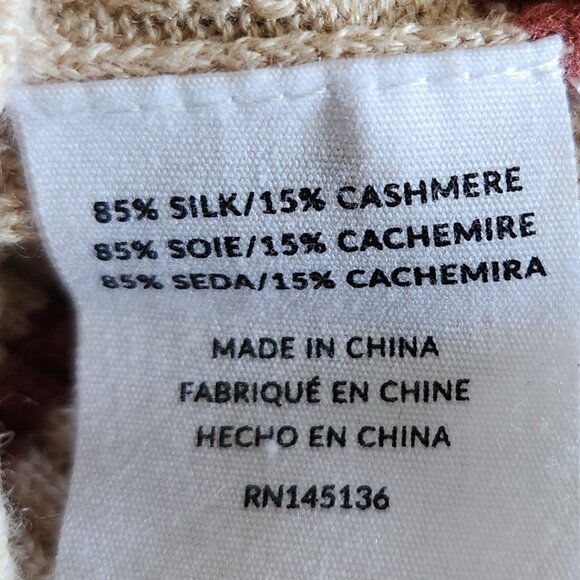 85% SILK/15% CASHMERE
85% SOIE/15% CACHEMIRE
85% SEDA/15% CACHEMIRA
MADE IN CHINA
FABRIQUÉ EN CHINE
HECHO EN CHINA
RN145136